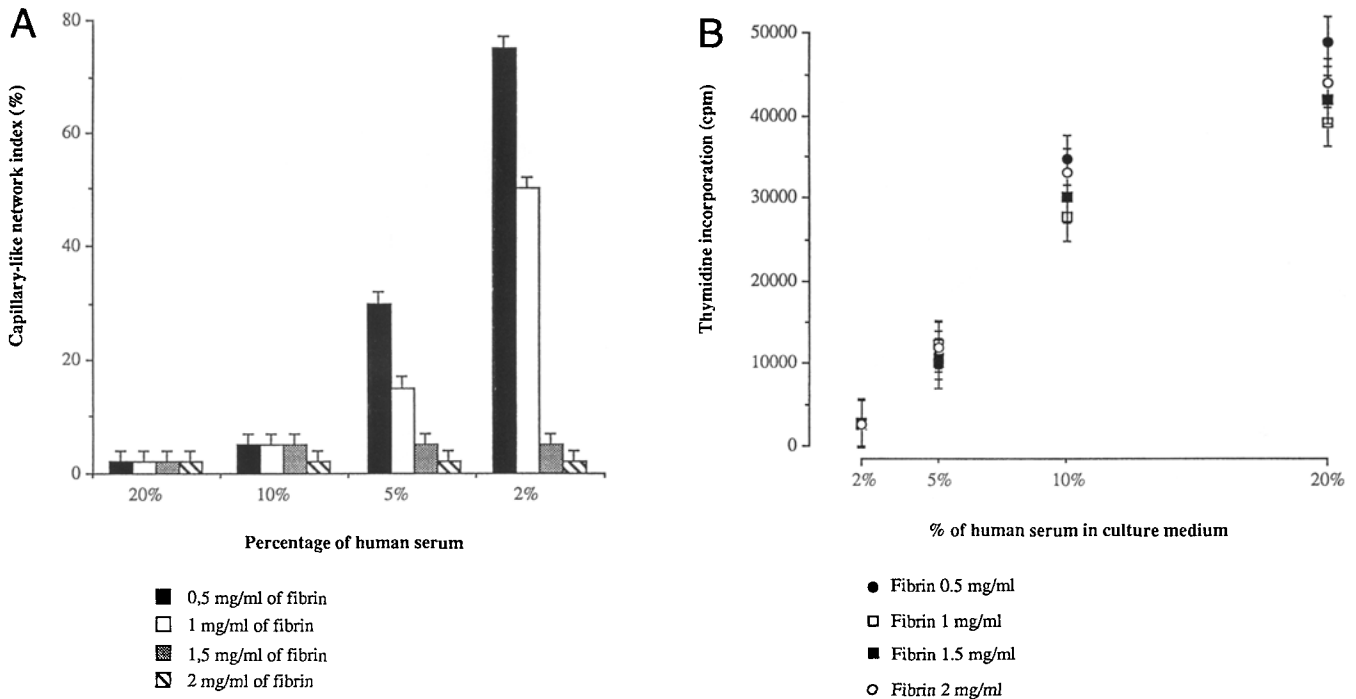 A
Capillary-like network index (%)
80
60
40
20
0
20%
10%
5%
2%
Percentage of human serum
0,5 mg/ml of fibrin
1 mg/ml of fibrin
1,5 mg/ml of fibrin
2 mg/ml of fibrin
B
Thymidine incorporation (cpm)
50000
40000
30000
20000
10000
0
2%
5%
10%
20%
% of human serum in culture medium
Fibrin 0.5 mg/ml
Fibrin 1 mg/ml
Fibrin 1.5 mg/ml
Fibrin 2 mg/ml